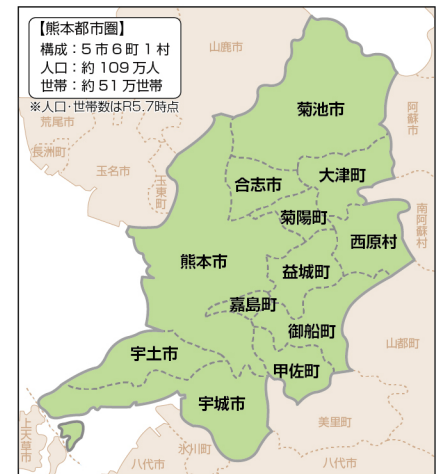 【熊本都市圏】
構成：5市6町1村
人口：約109万人
世帯：約51万世帯
※人口・世帯数はR5.7時点
山鹿市
菊池市
荒尾市
長洲町
玉名市
玉東町
阿蘇市
合志市
大津町
菊陽町
南阿蘇村
西原村
熊本市
益城町
嘉島町
御船町
山都町
宇土市
甲佐町
宇城市
美里町
上天草市
氷川町
八代市
八代市